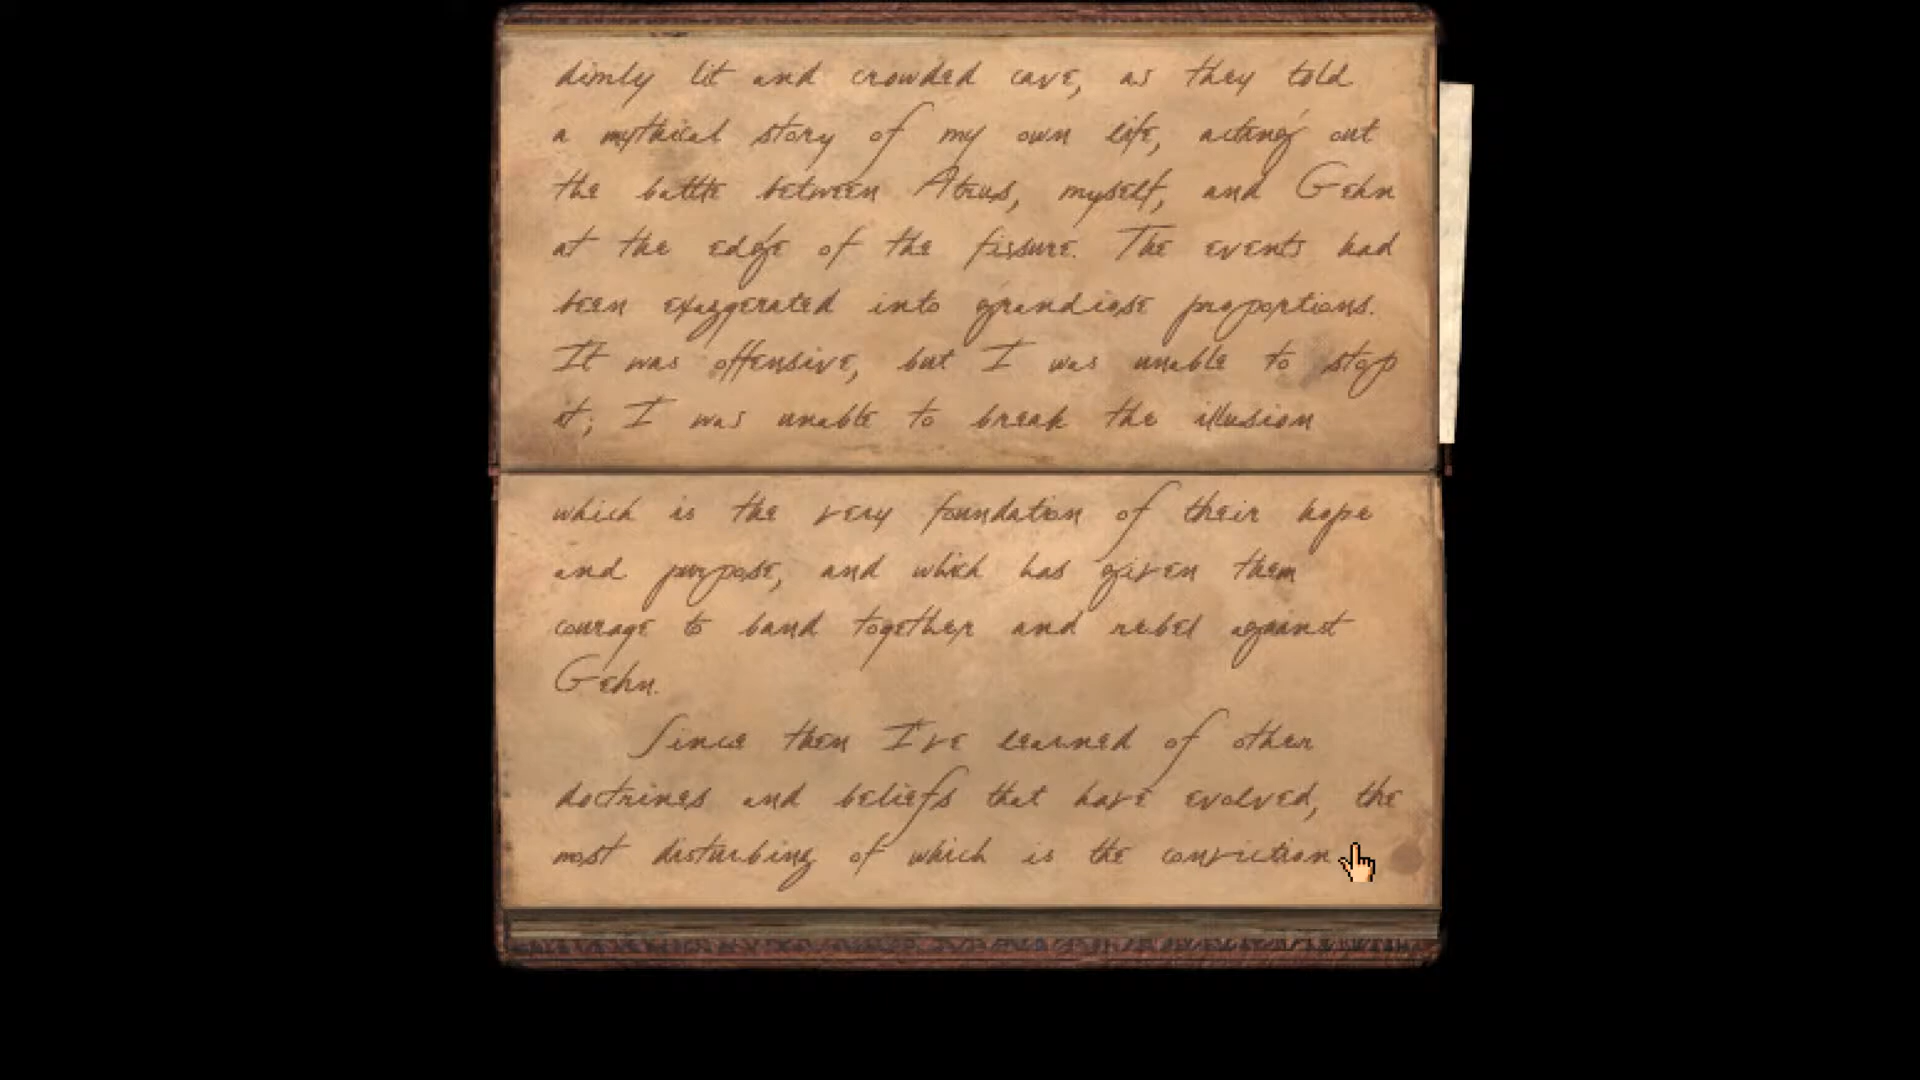 dimly lit and crowded cave, as they told
a mythical story of my own life, acting out
the battle between Atrus, myself, and Gehn
at the edge of the fissure. The events had
been exaggerated into grandiose proportions.
It was offensive, but I was unable to stop
it; I was unable to break the illusion
which is the very foundation of their hope
and purpose, and which has given them
courage to band together and rebel against
Gehn.
Since then I've learned of other
doctrines and beliefs that have evolved, the
most disturbing of which is the conviction